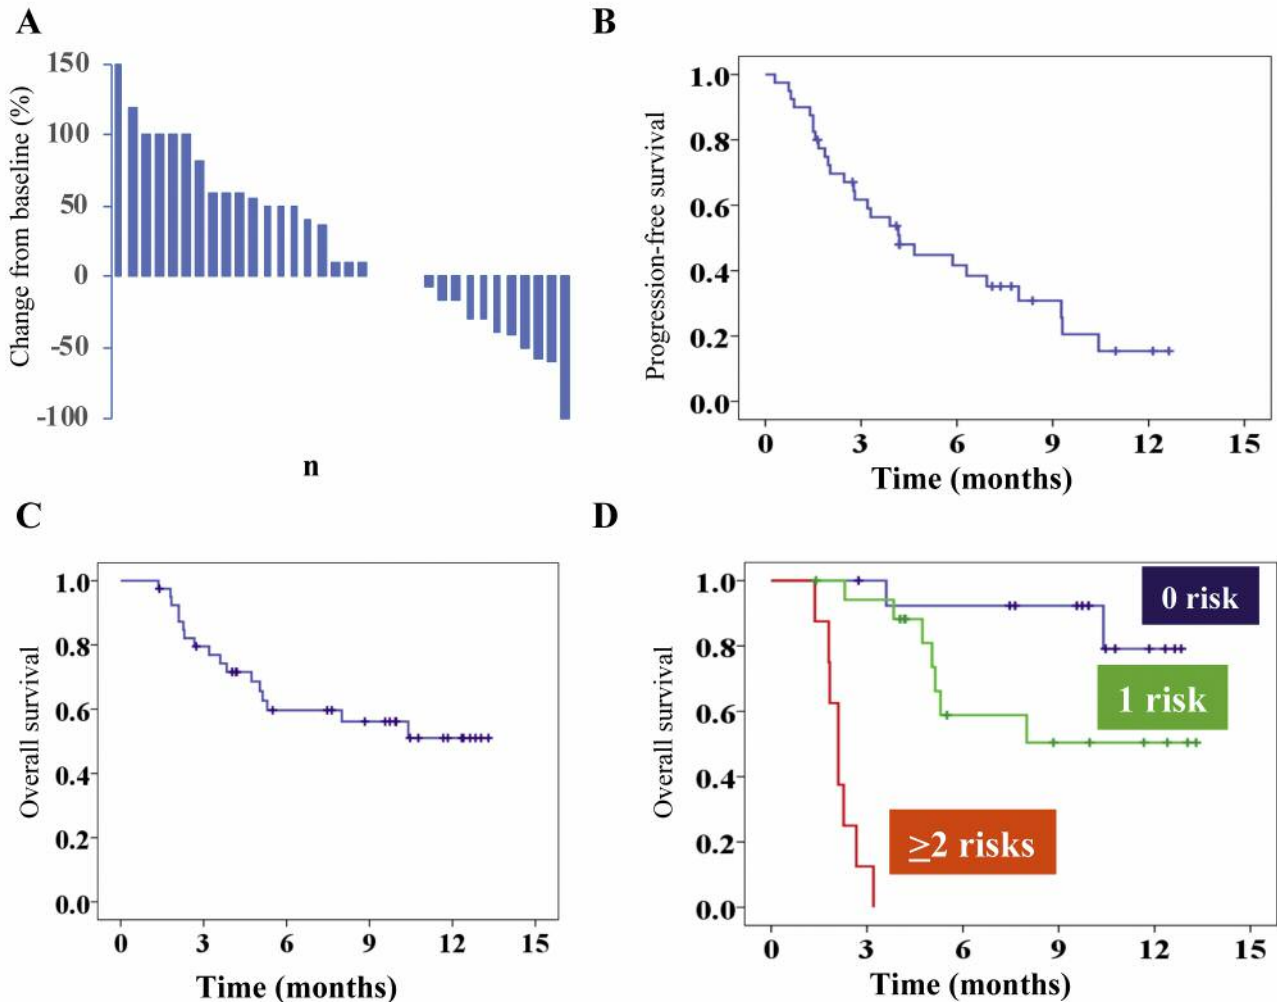 A
Change from baseline (%)
150
100
50
0
-50
-100
n
B
Progression-free survival
1.0
0.8
0.6
0.4
0.2
0.0
0 3 6 9 12 15
Time (months)
C
Overall survival
1.0
0.8
0.6
0.4
0.2
0.0
0 3 6 9 12 15
Time (months)
D
Overall survival
1.0
0.8
0.6
0.4
0.2
0.0
0 risk
1 risk
≥2 risks
0 3 6 9 12 15
Time (months)